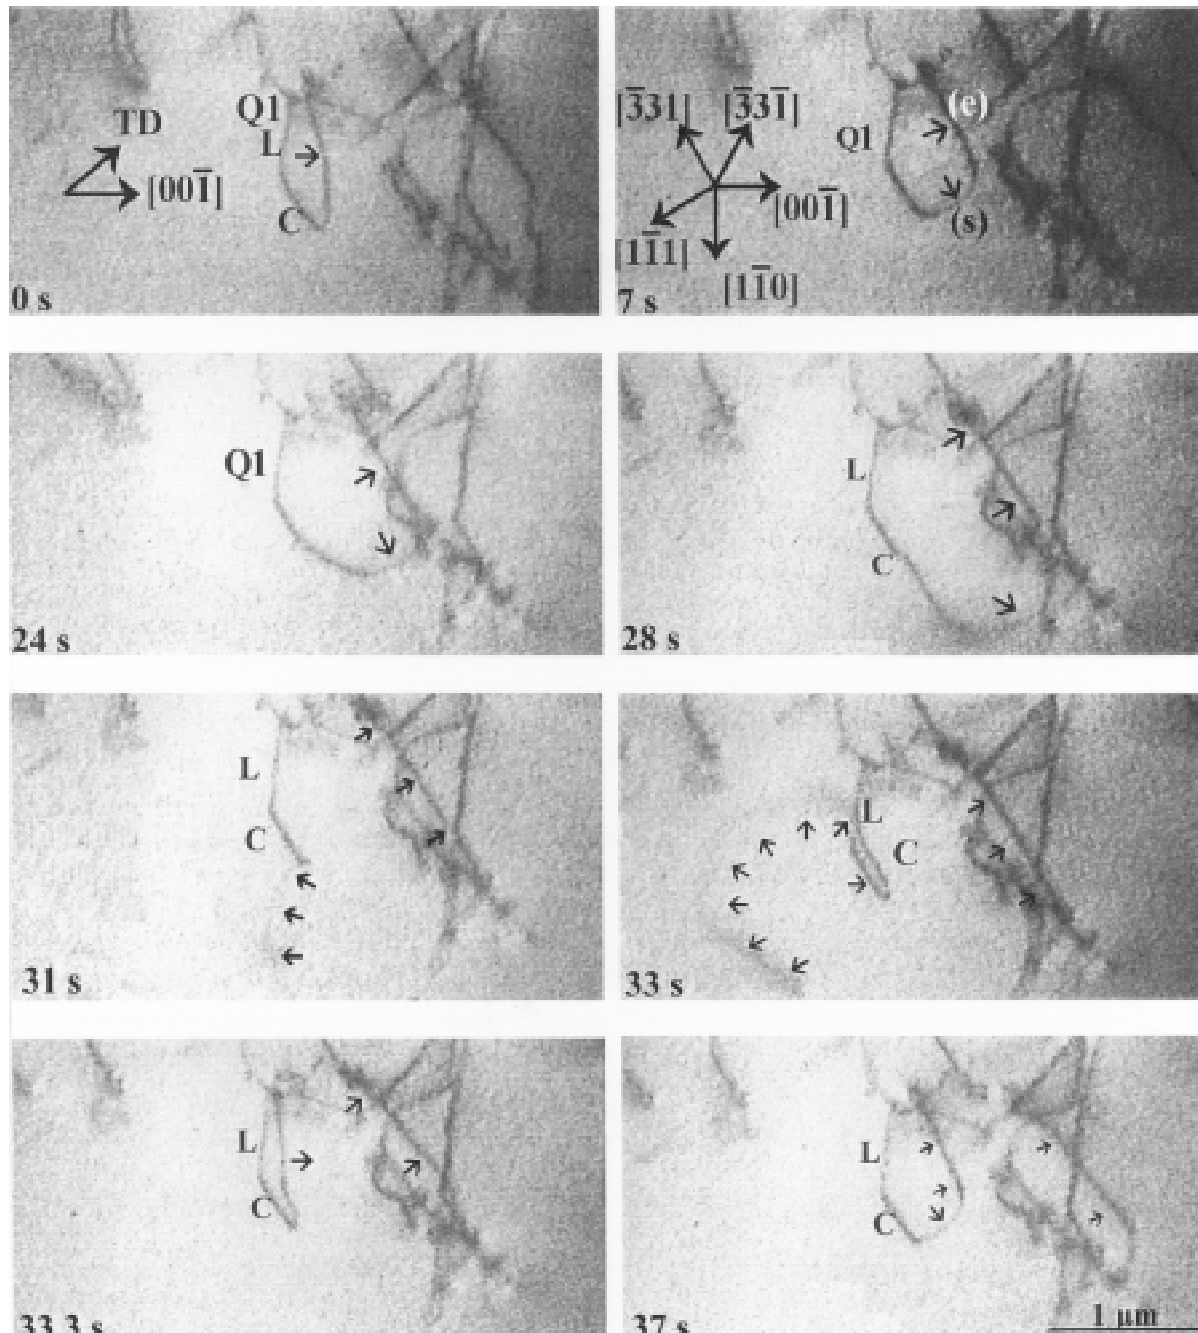 Q1
TD
L
[001̅]
C
0 s
[3̅31] [3̅31̅] (e)
Q1
[001̅]
(s)
[11̅1]
[11̅0]
7 s
Q1
24 s
L
C
28 s
L
C
31 s
L
C
33 s
L
C
33.3 s
L
C
37 s
1 μm